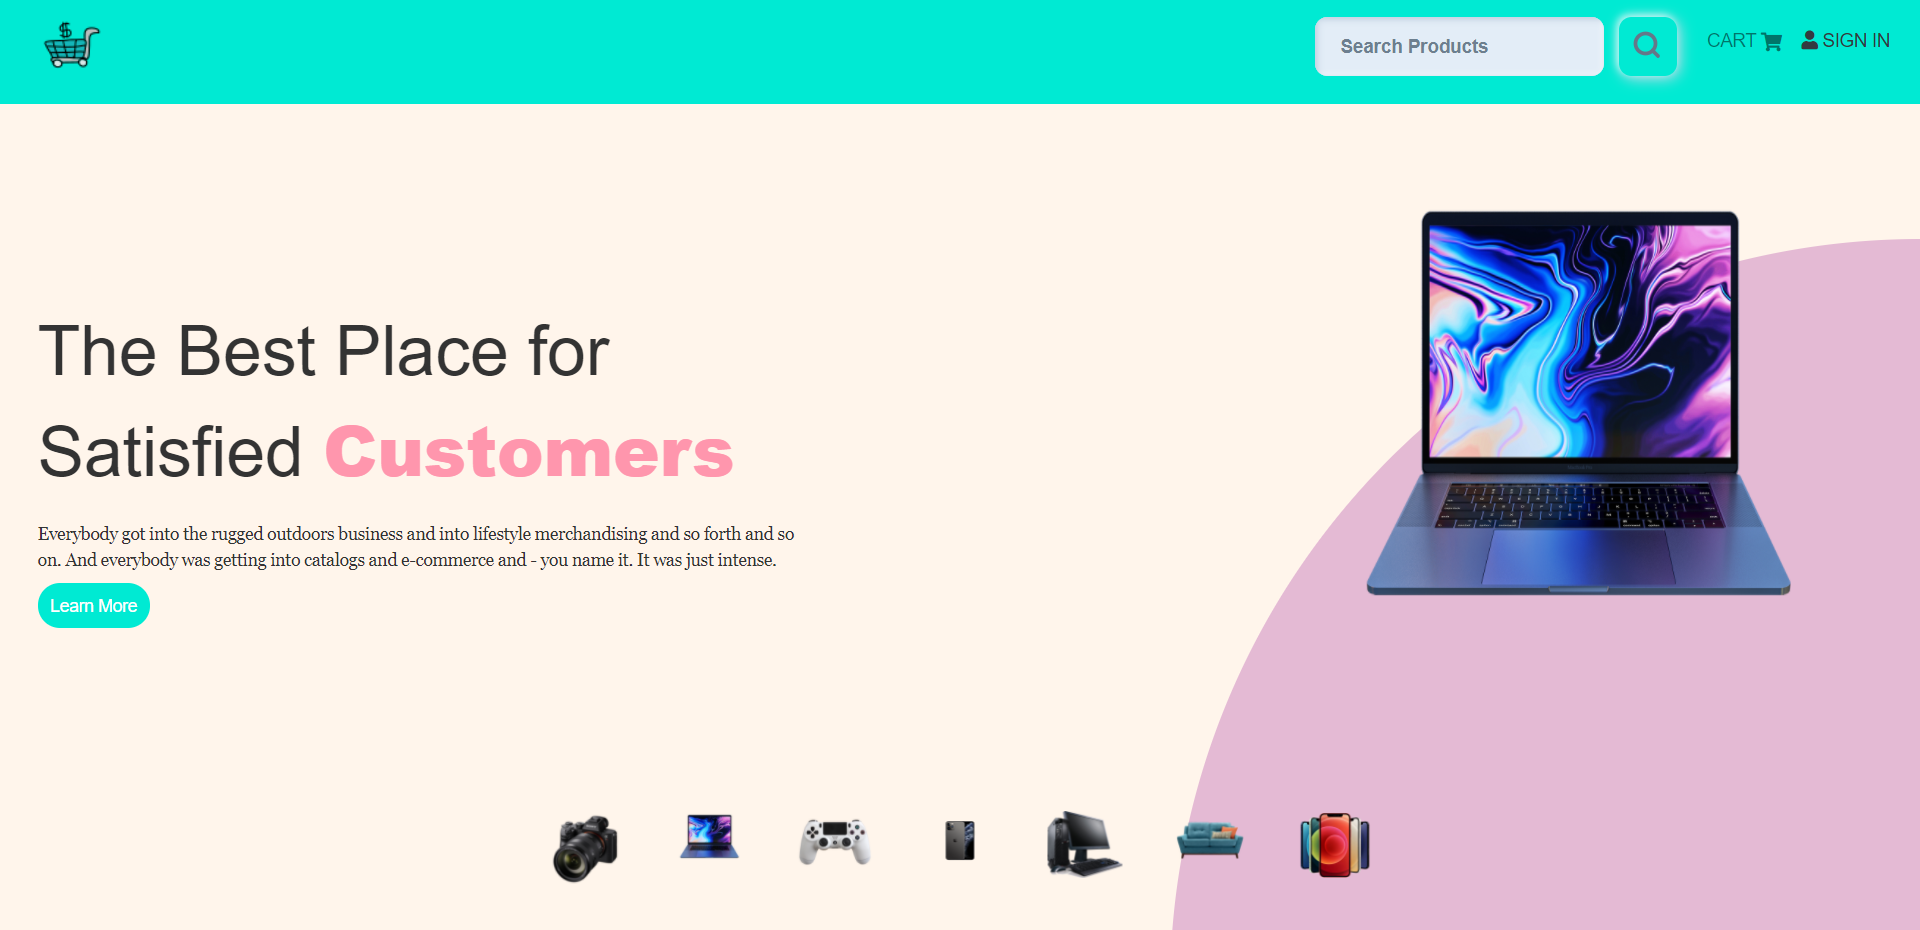 $
Search Products
CART
SIGN IN
The Best Place for
Satisfied Customers
Everybody got into the rugged outdoors business and into lifestyle merchandising and so forth and so
on. And everybody was getting into catalogs and e-commerce and - you name it. It was just intense.
Learn More